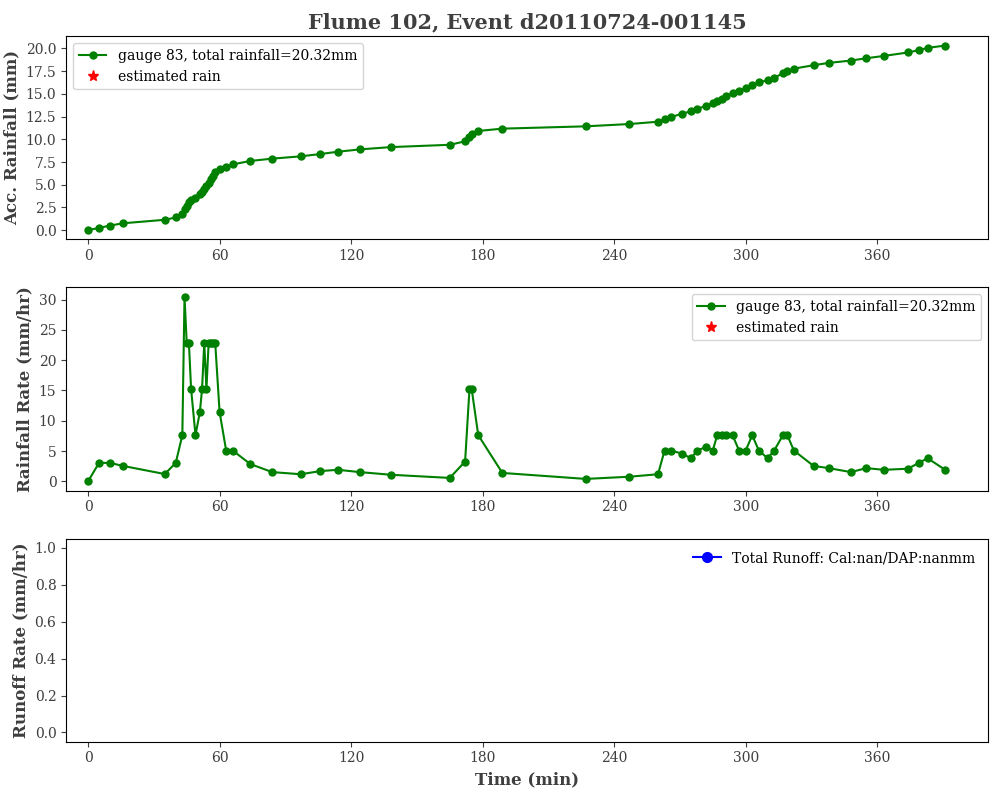 Flume 102, Event d20110724-001145
Acc. Rainfall (mm)
20.0
17.5
15.0
12.5
10.0
7.5
5.0
2.5
0.0
gauge 83, total rainfall=20.32mm
estimated rain
0 60 120 180 240 300 360
Rainfall Rate (mm/hr)
30
25
20
15
10
5
0
gauge 83, total rainfall=20.32mm
estimated rain
0 60 120 180 240 300 360
Runoff Rate (mm/hr)
1.0
0.8
0.6
0.4
0.2
0.0
Total Runoff: Cal:nan/DAP:nanmm
0 60 120 180 240 300 360
Time (min)